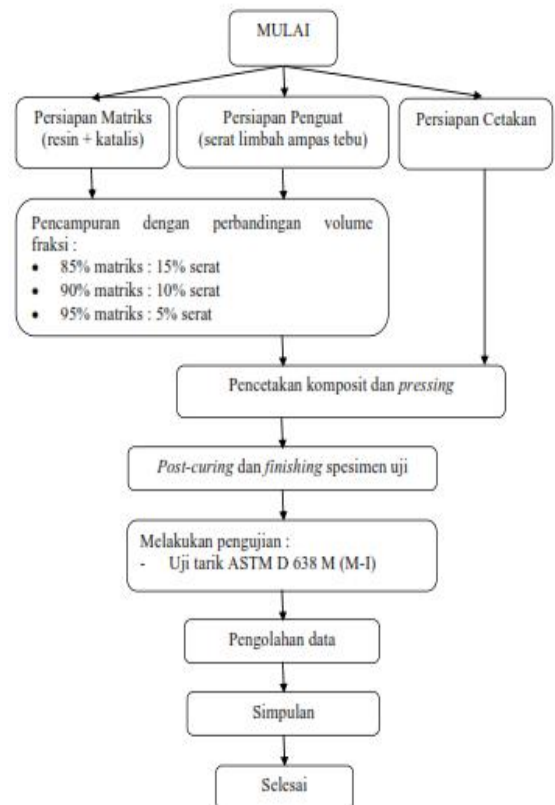 MULAI
Persiapan Matriks
(resin + katalis)
Persiapan Penguat
(serat limbah ampas tebu)
Persiapan Cetakan
Pencampuran dengan perbandingan volume
fraksi :
• 85% matriks : 15% serat
• 90% matriks : 10% serat
• 95% matriks : 5% serat
Pencetakan komposit dan pressing
Post-curing dan finishing spesimen uji
Melakukan pengujian :
- Uji tarik ASTM D 638 M (M-I)
Pengolahan data
Simpulan
Selesai